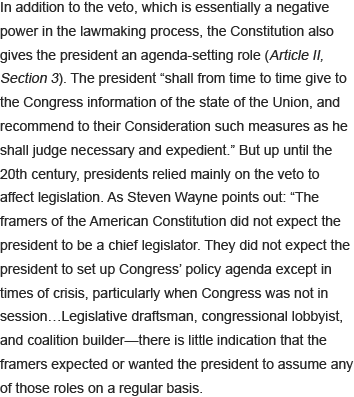 In addition to the veto, which is essentially a negative
power in the lawmaking process, the Constitution also
gives the president an agenda-setting role (Article II,
Section 3). The president “shall from time to time give to
the Congress information of the state of the Union, and
recommend to their Consideration such measures as he
shall judge necessary and expedient.” But up until the
20th century, presidents relied mainly on the veto to
affect legislation. As Steven Wayne points out: “The
framers of the American Constitution did not expect the
president to be a chief legislator. They did not expect the
president to set up Congress’ policy agenda except in
times of crisis, particularly when Congress was not in
session…Legislative draftsman, congressional lobbyist,
and coalition builder—there is little indication that the
framers expected or wanted the president to assume any
of those roles on a regular basis.